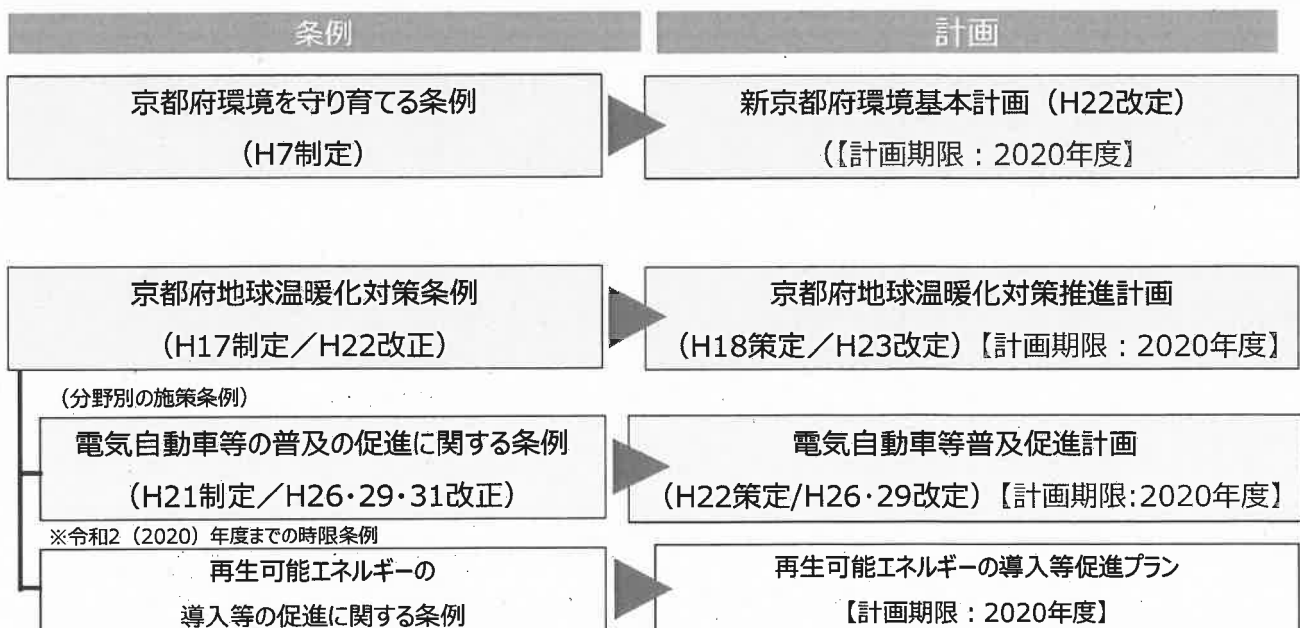 条例
計画
京都府環境を守り育てる条例
(H7制定)
新京都府環境基本計画(H22改定)
(【計画期限:2020年度】
京都府地球温暖化対策条例
(H17制定/H22改正)
京都府地球温暖化対策推進計画
(H18策定/H23改定)【計画期限:2020年度】
(分野別の施策条例)
電気自動車等の普及の促進に関する条例
(H21制定/H26・29・31改正)
電気自動車等普及促進計画
(H22策定/H26・29改定)【計画期限:2020年度】
※令和2(2020)年度までの時限条例
再生可能エネルギーの
導入等の促進に関する条例
再生可能エネルギーの導入等促進プラン
【計画期限:2020年度】